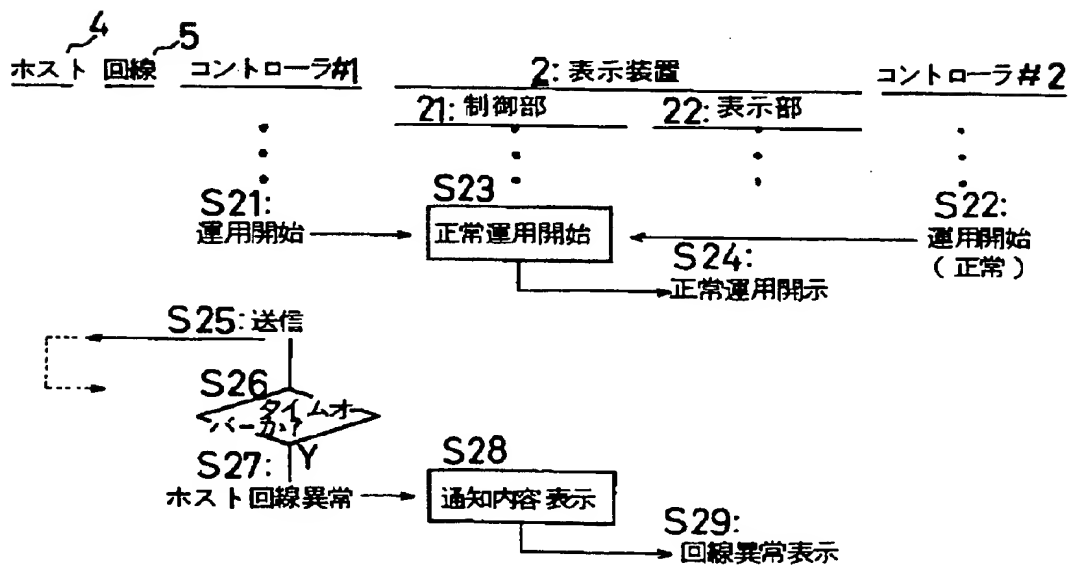 4 5
ホスト 回線 コントローラ#1 2:表示装置 コントローラ#2
21:制御部 22:表示部
S21: S23 S22:
運用開始 正常運用開始 運用開始
(正常)
S24:
正常運用開示
S25:送信
S26
タイムオー
バーか?
Y
S27: S28
ホスト回線異常 通知内容表示
S29:
回線異常表示